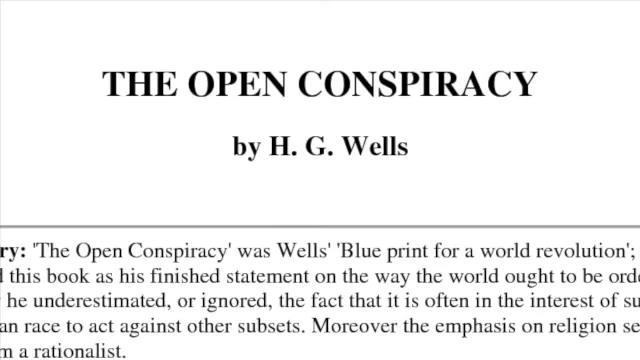 THE OPEN CONSPIRACY
by H. G. Wells
ry: 'The Open Conspiracy' was Wells' 'Blue print for a world revolution';
this book as his finished statement on the way the world ought to be
he underestimated, or ignored, the fact that it is often in the interest of
race to act against other subsets. Moreover the emphasis on religion
a rationalist.